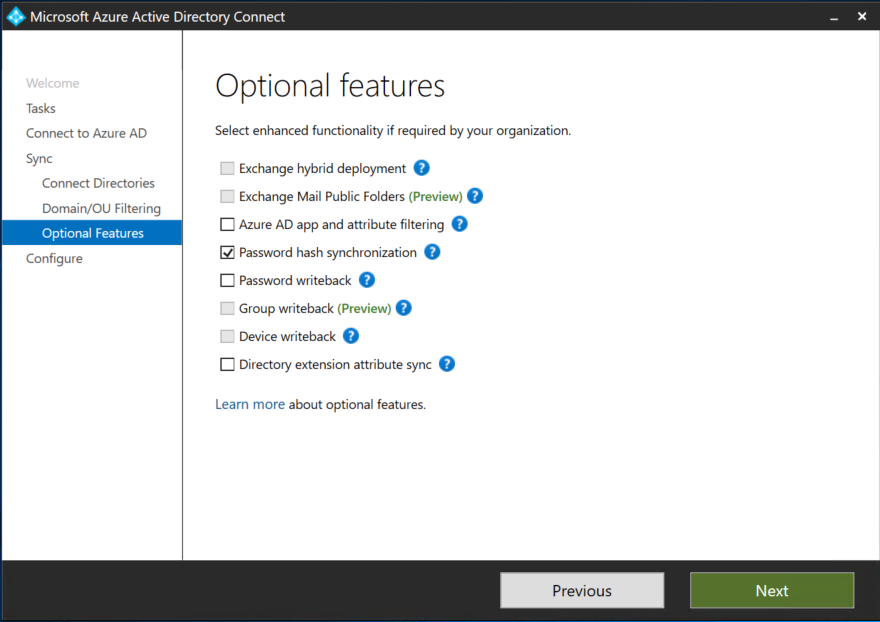 Microsoft Azure Active Directory Connect
Welcome
Tasks
Connect to Azure AD
Sync
Connect Directories
Domain/OU Filtering
Optional Features
Configure
Optional features
Select enhanced functionality if required by your organization.
Exchange hybrid deployment ?
Exchange Mail Public Folders (Preview) ?
Azure AD app and attribute filtering ?
Password hash synchronization ?
Password writeback ?
Group writeback (Preview) ?
Device writeback ?
Directory extension attribute sync ?
Learn more about optional features.
Previous
Next